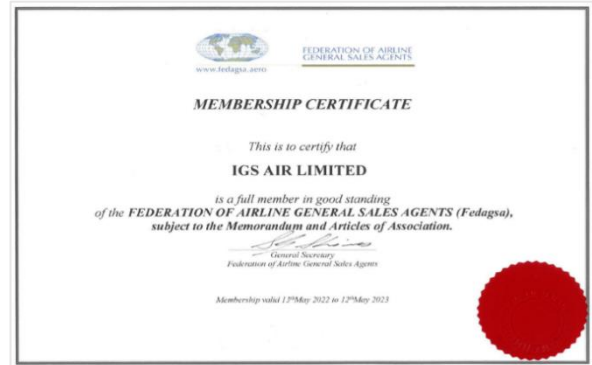 FEDERATION OF AIRLINE
GENERAL SALES AGENTS
www.fedagsa.aero
MEMBERSHIP CERTIFICATE
This is to certify that
IGS AIR LIMITED
is a full member in good standing
of the FEDERATION OF AIRLINE GENERAL SALES AGENTS (Fedagsa),
subject to the Memorandum and Articles of Association.
General Secretary
Federation of Airline General Sales Agents
Membership valid 13thMay 2022 to 12thMay 2023